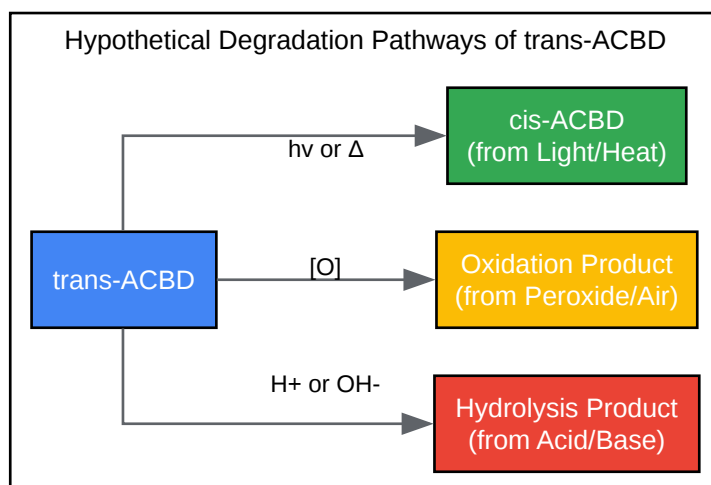 Hypothetical Degradation Pathways of trans-ACBD
cis-ACBD
(from Light/Heat)
hv or Δ
trans-ACBD
[O]
Oxidation Product
(from Peroxide/Air)
H+ or OH-
Hydrolysis Product
(from Acid/Base)